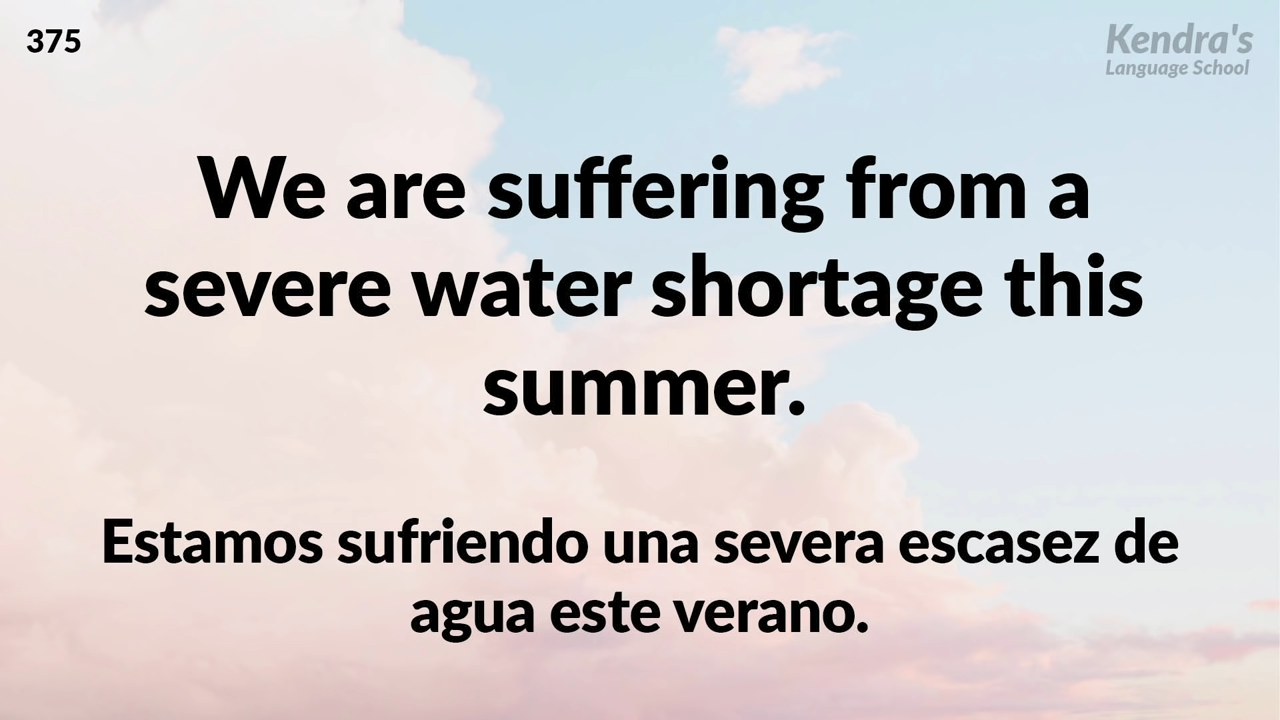 375
Kendra's
Language School
We are suffering from a
severe water shortage this
summer.
Estamos sufriendo una severa escasez de
agua este verano.